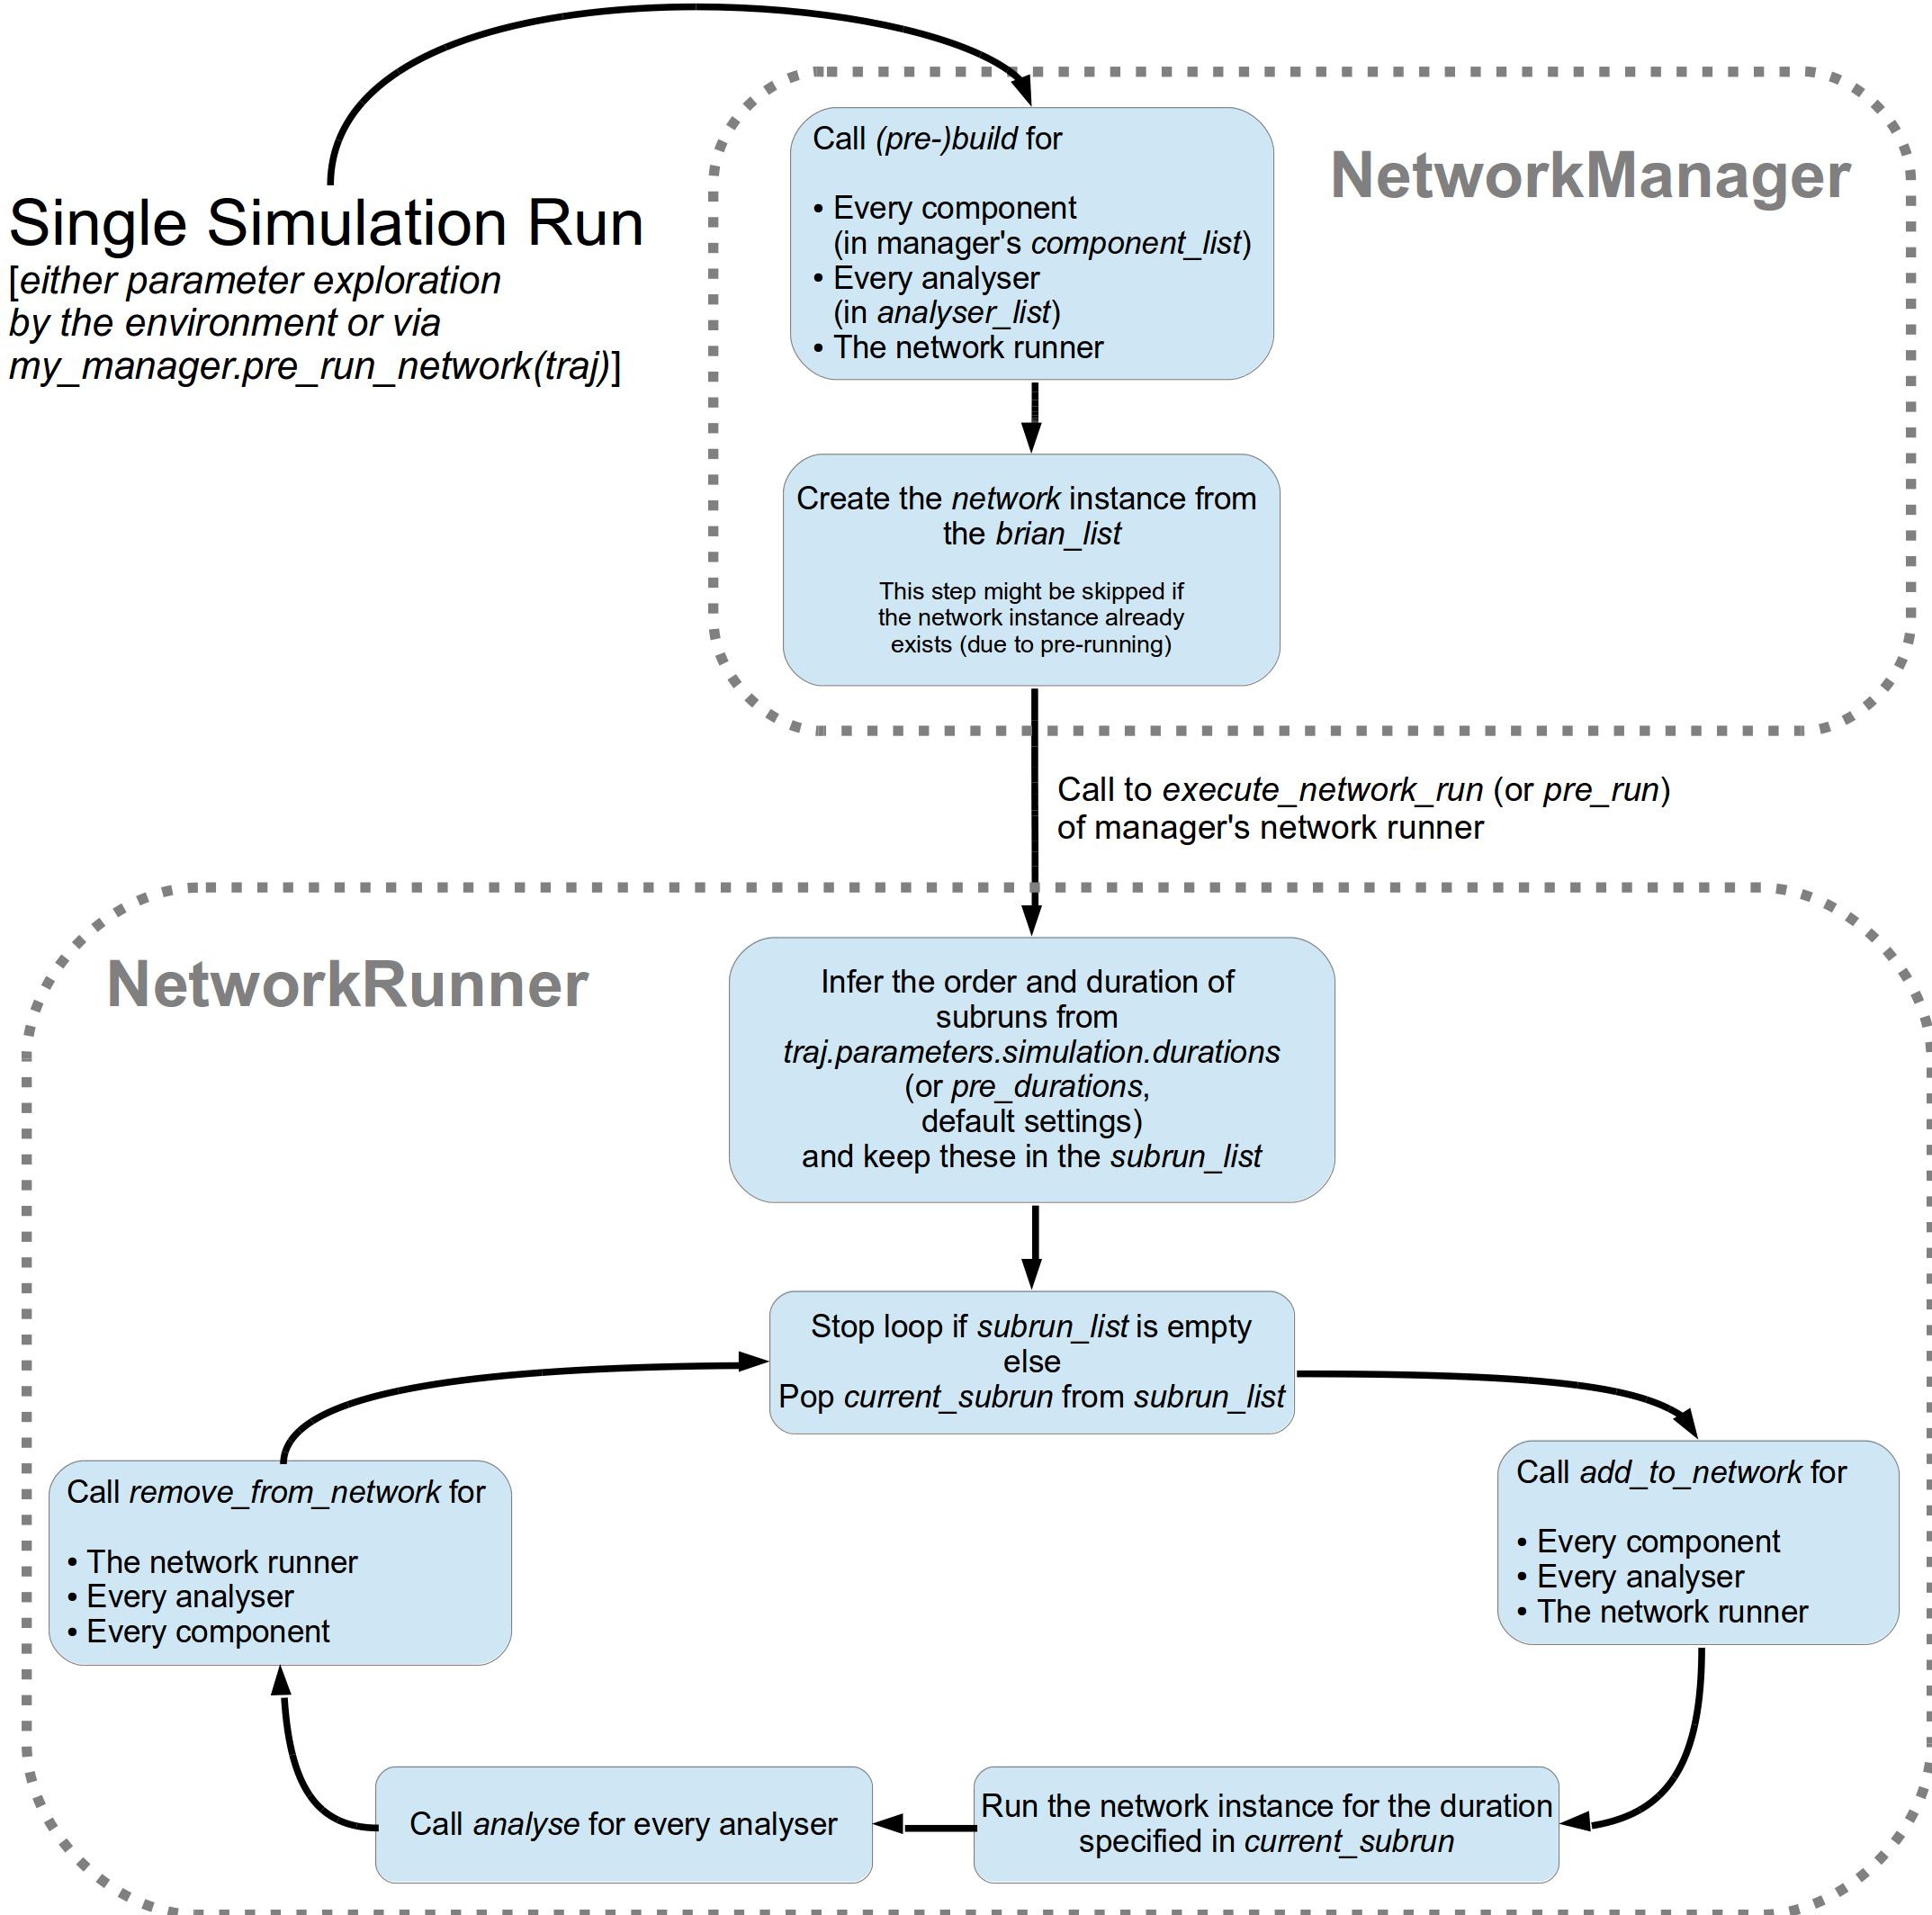 Single Simulation Run
[either parameter exploration
by the environment or via
my_manager.pre_run_network(traj)]
NetworkManager
Call (pre-)build for
• Every component
(in manager's component_list)
• Every analyser
(in analyser_list)
• The network runner
Create the network instance from
the brian_list
This step might be skipped if
the network instance already
exists (due to pre-running)
Call to execute_network_run (or pre_run)
of manager's network runner
NetworkRunner
Infer the order and duration of
subruns from
traj.parameters.simulation.durations
(or pre_durations,
default settings)
and keep these in the subrun_list
Stop loop if subrun_list is empty
else
Pop current_subrun from subrun_list
Call add_to_network for
• Every component
• Every analyser
• The network runner
Run the network instance for the duration
specified in current_subrun
Call analyse for every analyser
Call remove_from_network for
• The network runner
• Every analyser
• Every component